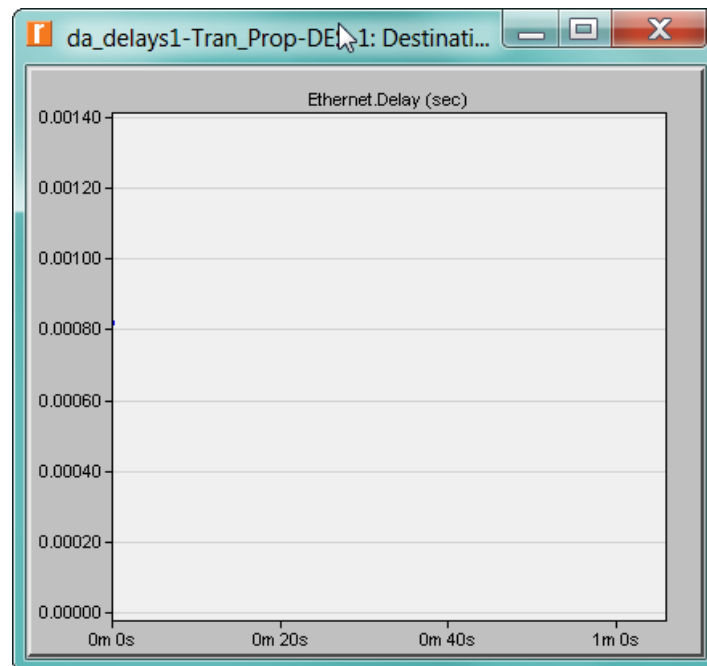 da_delays1-Tran_Prop-DE 1: Destinati...
Ethernet.Delay (sec)
0.00140
0.00120
0.00100
0.00080
0.00060
0.00040
0.00020
0.00000
0m 0s 0m 20s 0m 40s 1m 0s